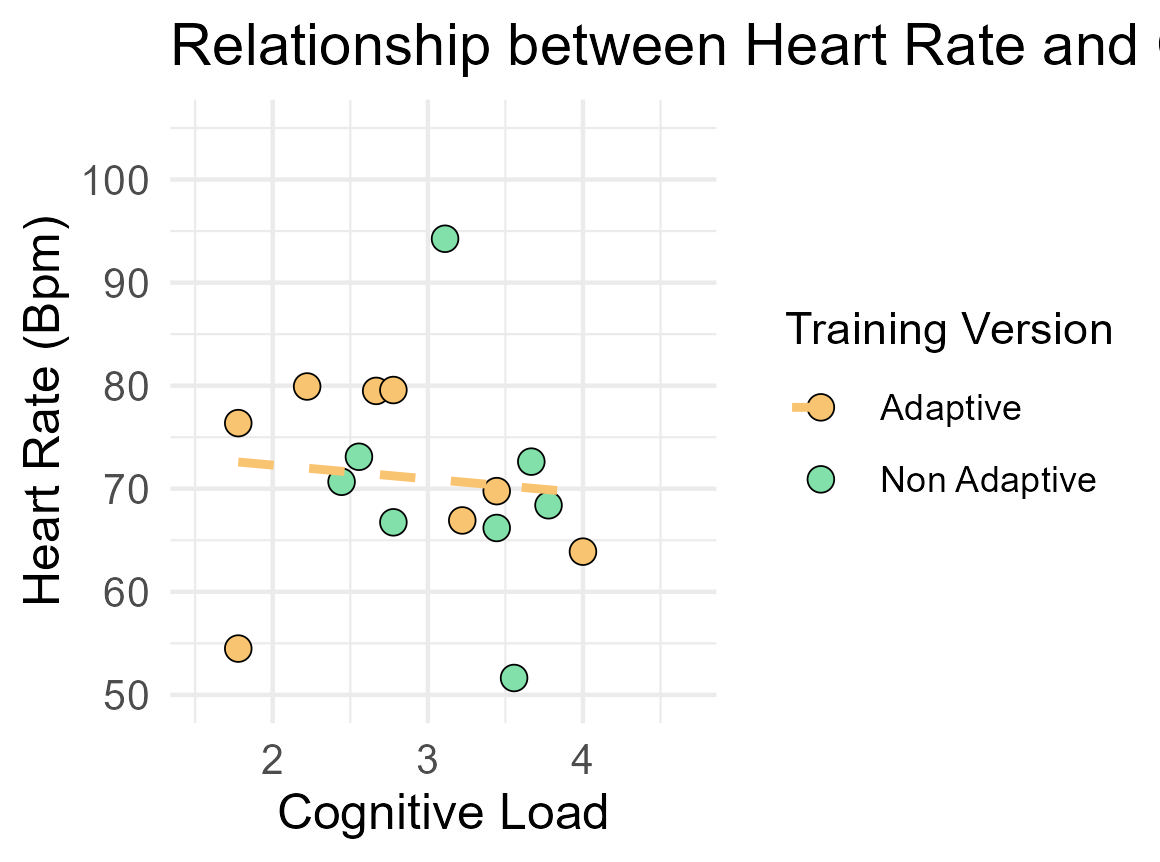 Relationship between Heart Rate and
100
90
80
70
60
50
Heart Rate (Bpm)
2 3 4
Cognitive Load
Training Version
Adaptive
Non Adaptive